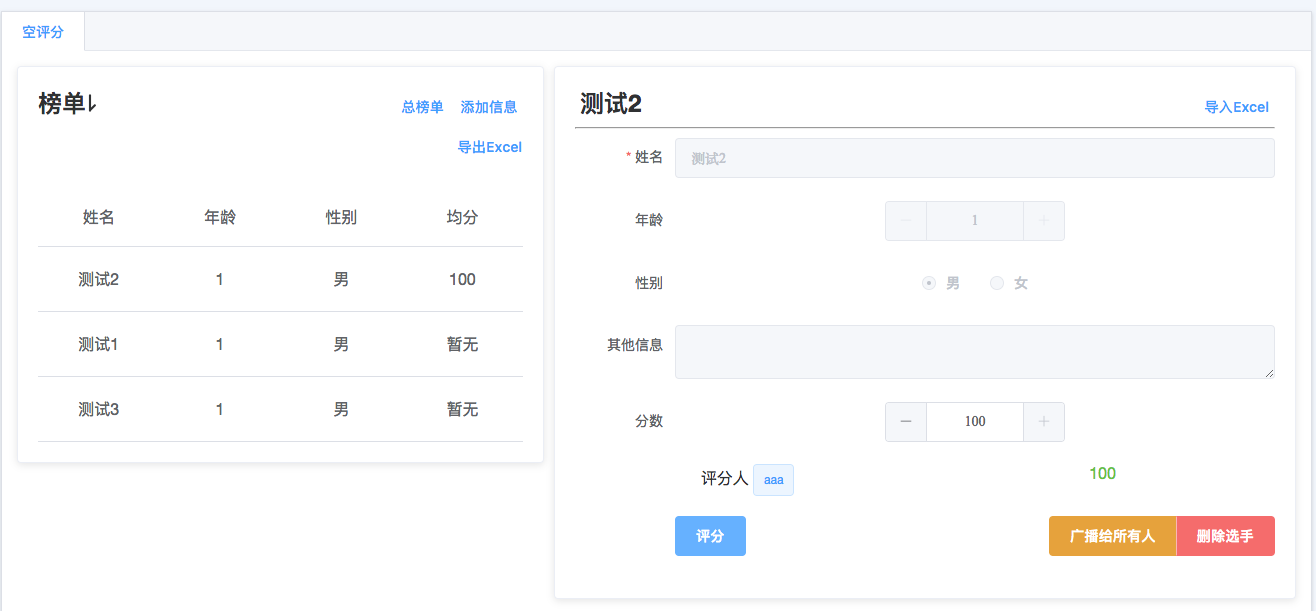 空评分
榜单
总榜单 添加信息
导出Excel
姓名 年龄 性别 均分
测试2 1 男 100
测试1 1 男 暂无
测试3 1 男 暂无
测试2 导入Excel
* 姓名 测试2
年龄 1
性别 男 女
其他信息
分数 100
评分人 aaa 100
评分 广播给所有人 删除选手